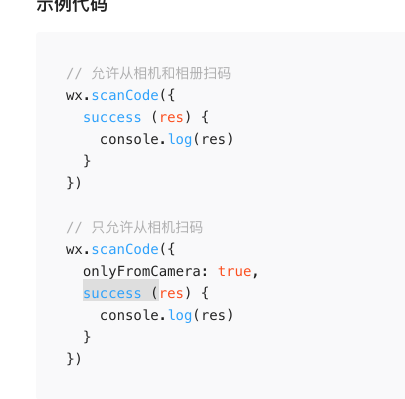 示例代码
// 允许从相机和相册扫码
wx.scanCode({
  success (res) {
    console.log(res)
  }
})
// 只允许从相机扫码
wx.scanCode({
  onlyFromCamera: true,
  success (res) {
    console.log(res)
  }
})